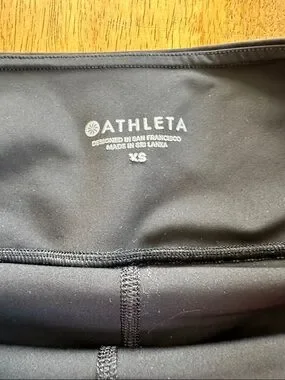 ATHLETA
DESIGNED IN SAN FRANCISCO
MADE IN SRI LANKA
XS